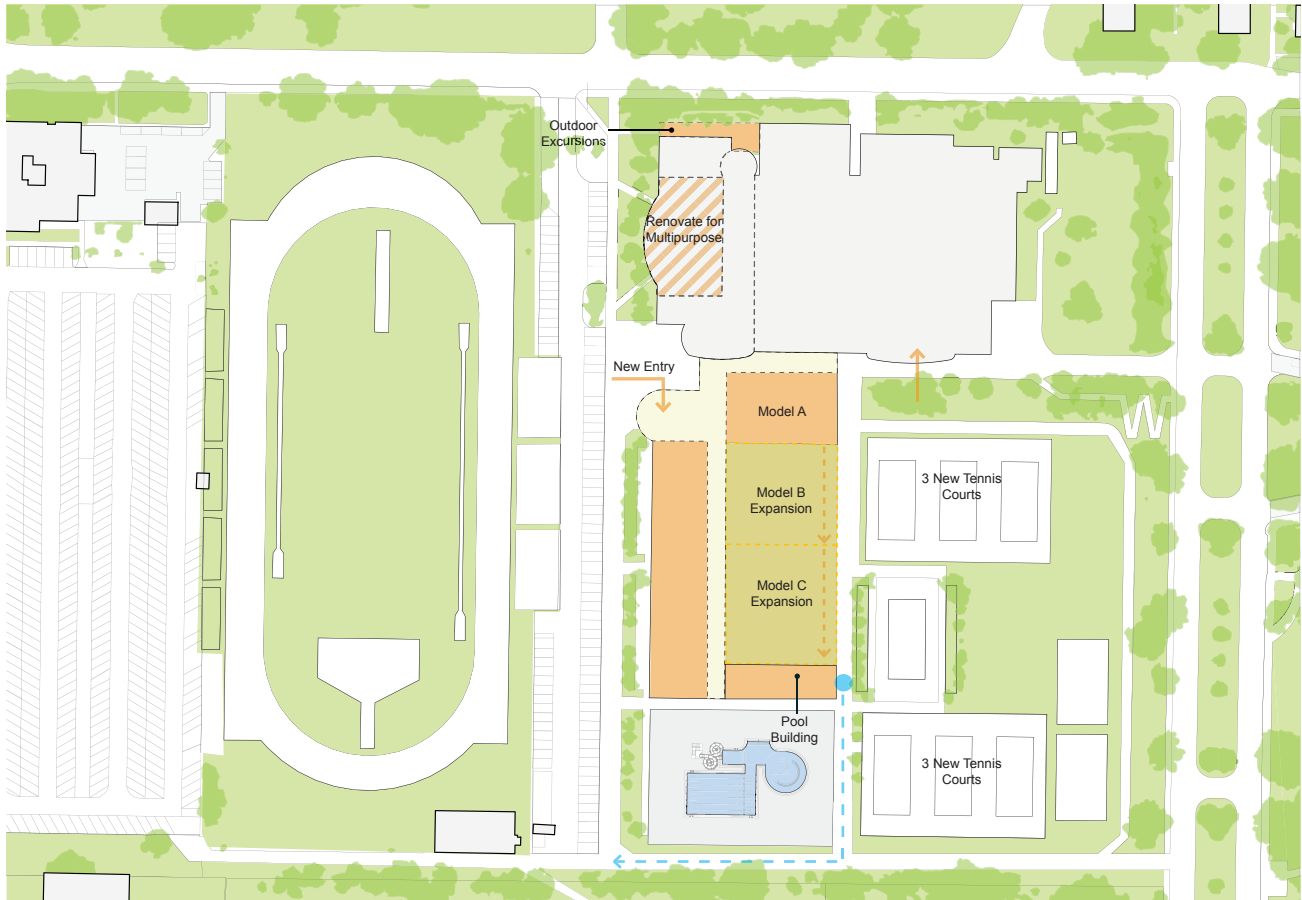 Outdoor
Excursions
Renovate for
Multipurpose
New Entry
Model A
Model B
Expansion
3 New Tennis
Courts
Model C
Expansion
Pool
Building
3 New Tennis
Courts